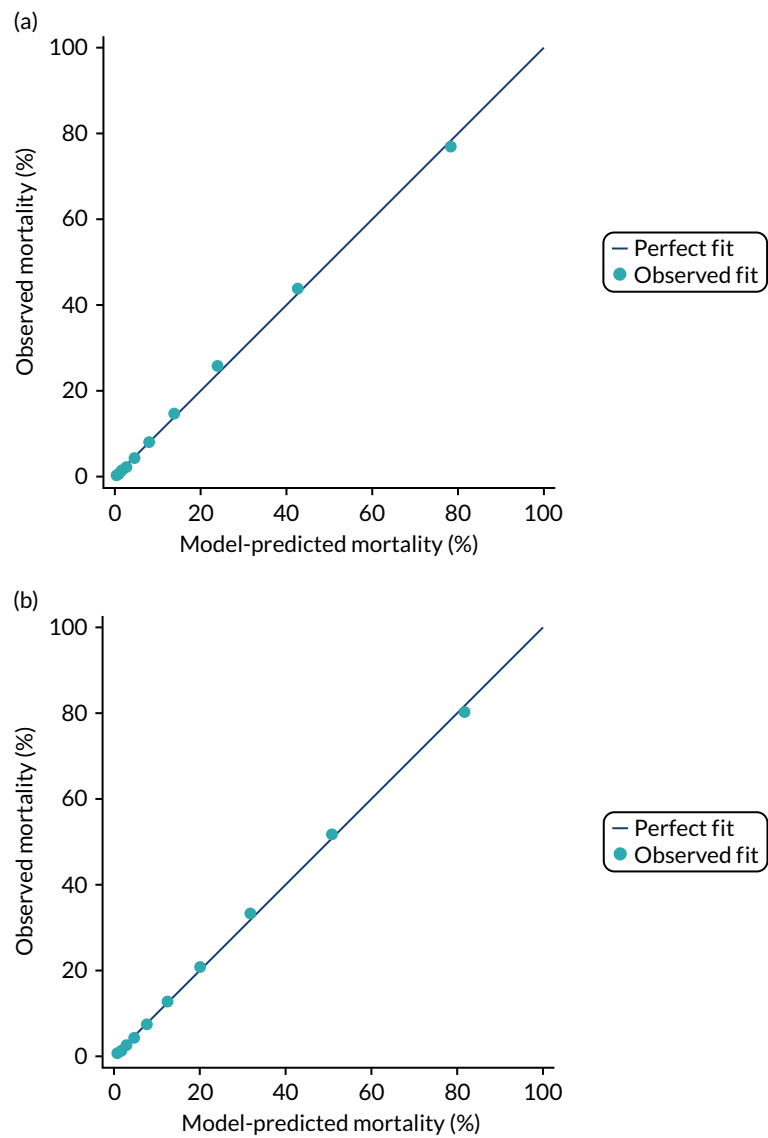 (a)
100
80
60
40
20
0
Observed mortality (%)
0 20 40 60 80 100
Model-predicted mortality (%)
Perfect fit
Observed fit
(b)
100
80
60
40
20
0
Observed mortality (%)
0 20 40 60 80 100
Model-predicted mortality (%)
Perfect fit
Observed fit